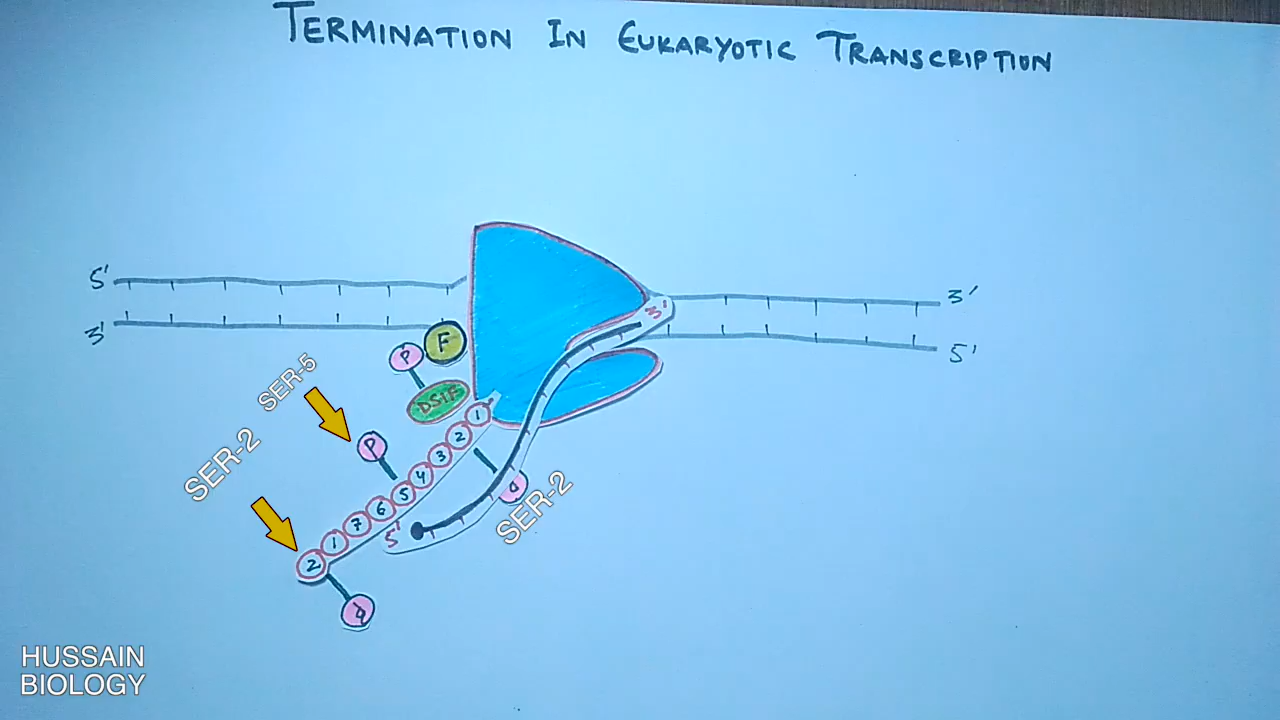 TERMINATION IN EUKARYOTIC TRANSCRIPTION
5' 3'
3' 5'
3'
F
P
DSIF
SER-5
P
SER-2
1
2
3
4
5
6
7
1
2
5'
P
SER-2
P
HUSSAIN
BIOLOGY